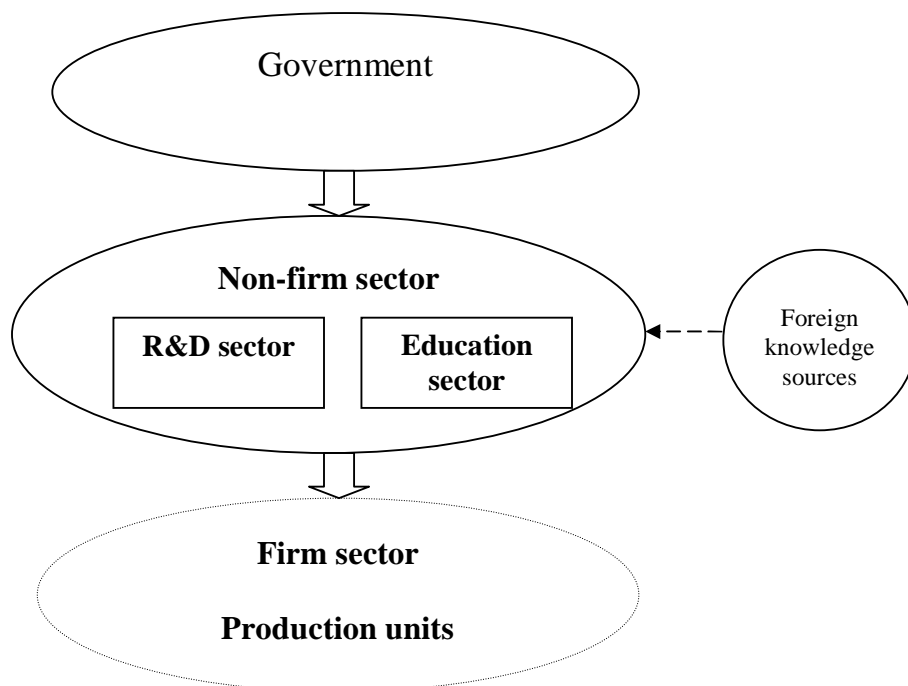 Government
Non-firm sector
R&D sector
Education
sector
Foreign
knowledge
sources
Firm sector
Production units